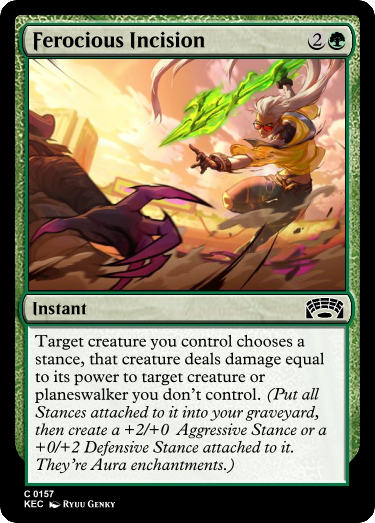 Ferocious Incision 2
Instant
Target creature you control chooses a
stance, that creature deals damage equal
to its power to target creature or
planeswalker you don't control. (Put all
Stances attached to it into your graveyard,
then create a +2/+0 Aggressive Stance or a
+0/+2 Defensive Stance attached to it.
They're Aura enchantments.)
C 0157
KEC Ryuu Genky